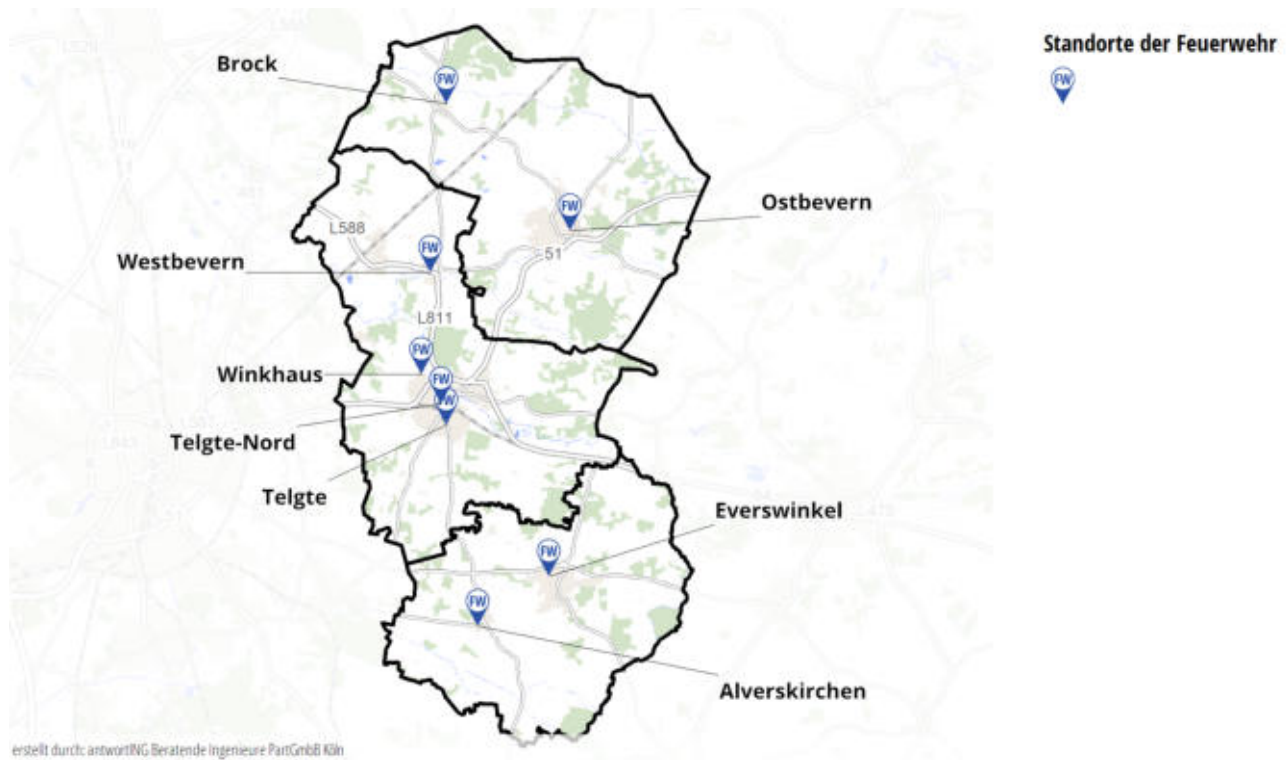 Standorte der Feuerwehr
FW
Brock
FW
FW
Ostbevern
L588
Westbevern
FW
51
L811
Winkhaus
FW
FW
FW
Telgte-Nord
Telgte
Everswinkel
FW
FW
Alverskirchen
erstellt durch: antwortING Beratende Ingenieure PartGmbB Köln